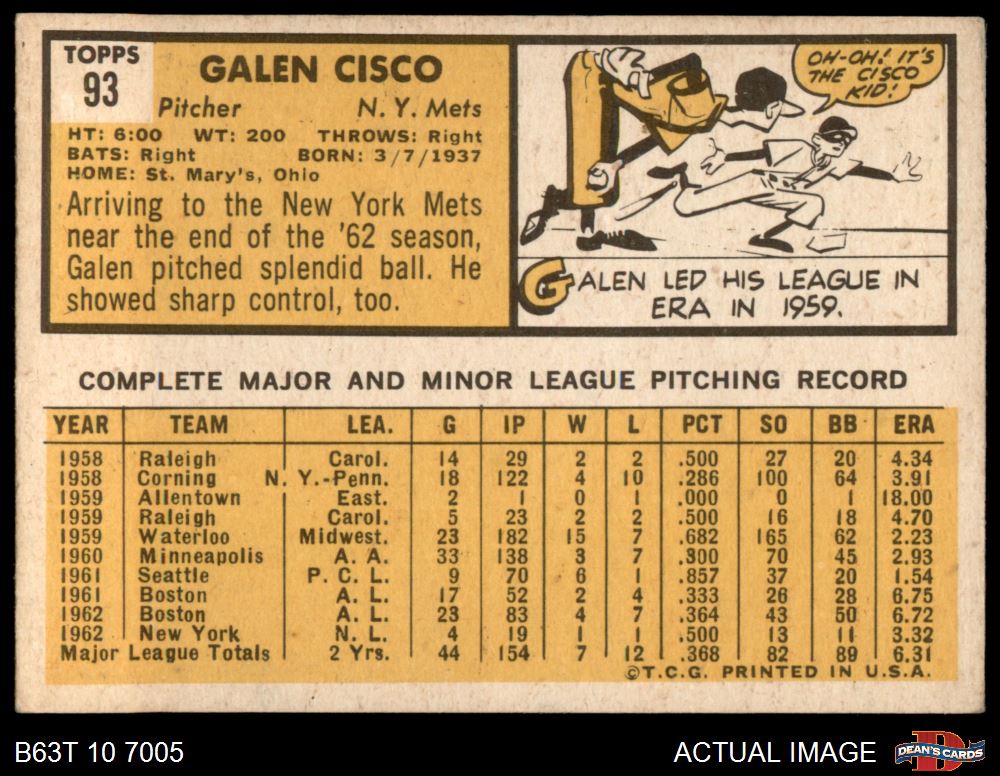 TOPPS
93
GALEN CISCO
Pitcher N. Y. Mets
HT: 6:00 WT: 200 THROWS: Right
BATS: Right BORN: 3/7/1937
HOME: St. Mary's, Ohio
Arriving to the New York Mets
near the end of the '62 season,
Galen pitched splendid ball. He
showed sharp control, too.
OH-OH! IT'S
THE CISCO
KID!
GALEN LED HIS LEAGUE IN
ERA IN 1959.
COMPLETE MAJOR AND MINOR LEAGUE PITCHING RECORD
YEAR TEAM LEA. G IP W L PCT SO BB ERA
1958 Raleigh Carol. 14 29 2 2 .500 27 20 4.34
1958 Corning N. Y.-Penn. 18 122 4 10 .286 100 64 3.91
1959 Allentown East. 2 1 0 1 .000 0 1 18.00
1959 Raleigh Carol. 5 23 2 2 .500 16 18 4.70
1959 Waterloo Midwest. 23 182 15 7 .682 165 62 2.23
1960 Minneapolis A. A. 33 138 3 7 .300 70 45 2.93
1961 Seattle P. C. L. 9 70 6 1 .857 37 20 1.54
1961 Boston A. L. 17 52 2 4 .333 26 28 6.75
1962 Boston A. L. 23 83 4 7 .364 43 50 6.72
1962 New York N. L. 4 19 1 1 .500 13 11 3.32
Major League Totals 2 Yrs. 44 154 7 12 .368 82 89 6.31
©T.C.G. PRINTED IN U.S.A.
B63T 10 7005 ACTUAL IMAGE DEAN'S CARDS